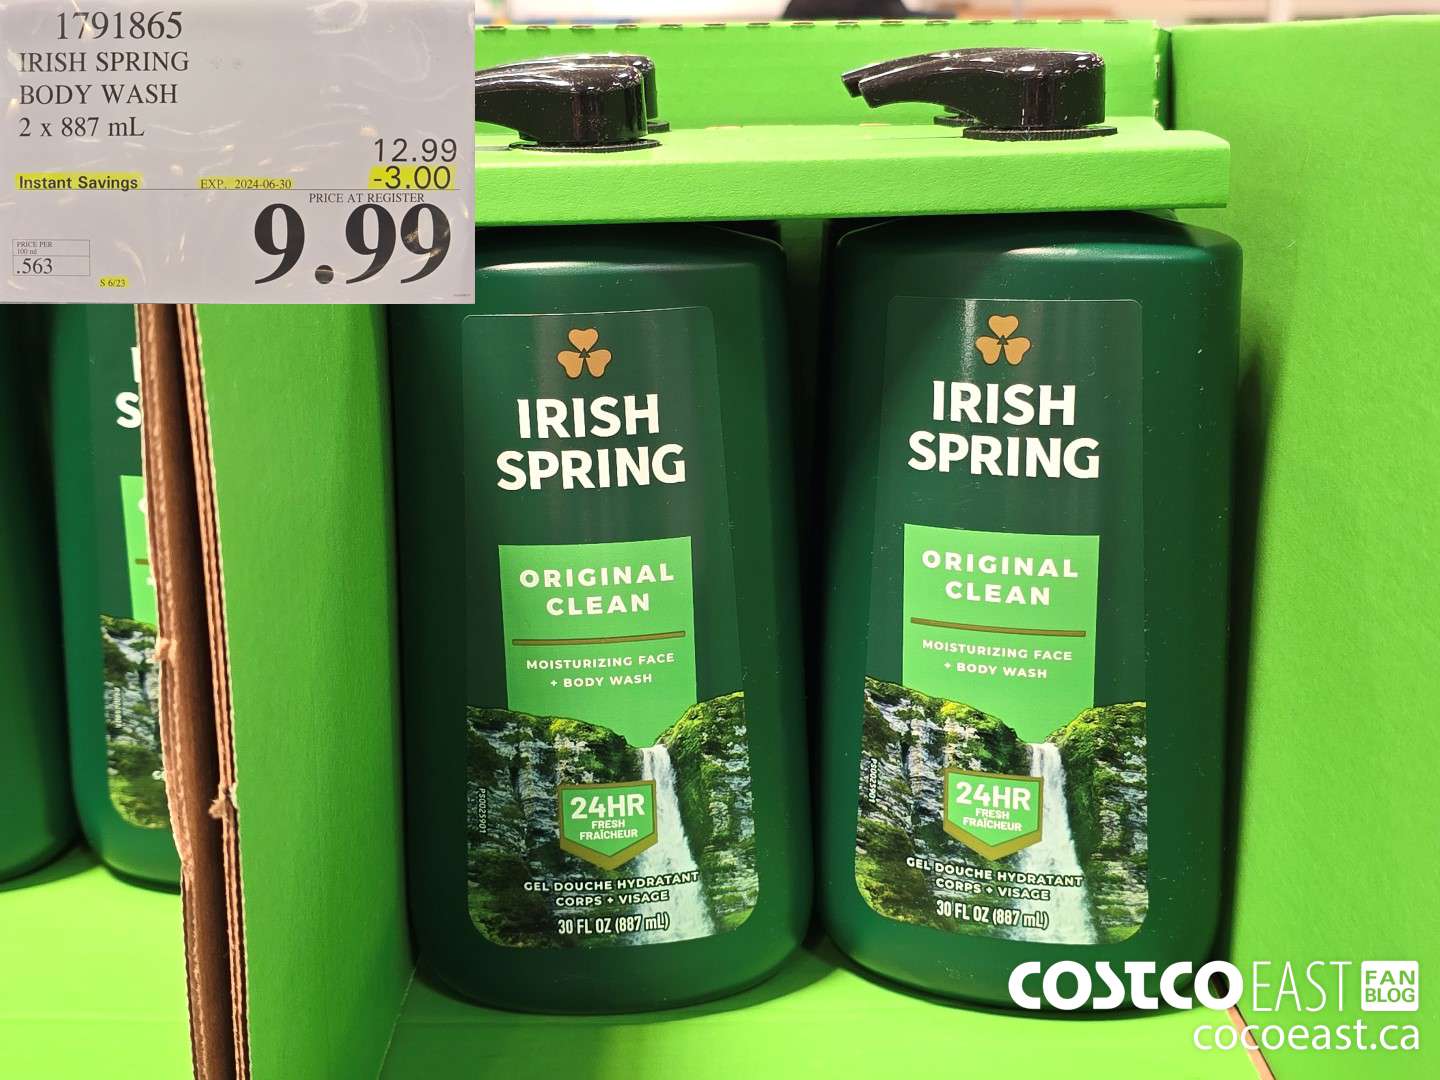 1791865
IRISH SPRING
BODY WASH
2 x 887 mL
12.99
Instant Savings EXP. 2024-06-30 -3.00
PRICE AT REGISTER
9.99
PRICE PER
100 ml
.563
S 6/23
IRISH
SPRING
ORIGINAL
CLEAN
MOISTURIZING FACE
+ BODY WASH
24HR
FRESH
FRAÎCHEUR
GEL DOUCHE HYDRATANT
CORPS + VISAGE
30 FL OZ (887 mL)
P50025901
IRISH
SPRING
ORIGINAL
CLEAN
MOISTURIZING FACE
+ BODY WASH
24HR
FRESH
FRAÎCHEUR
GEL DOUCHE HYDRATANT
CORPS + VISAGE
30 FL OZ (887 mL)
P50025901
COSTCO EAST FAN
BLOG
cocoeast.ca